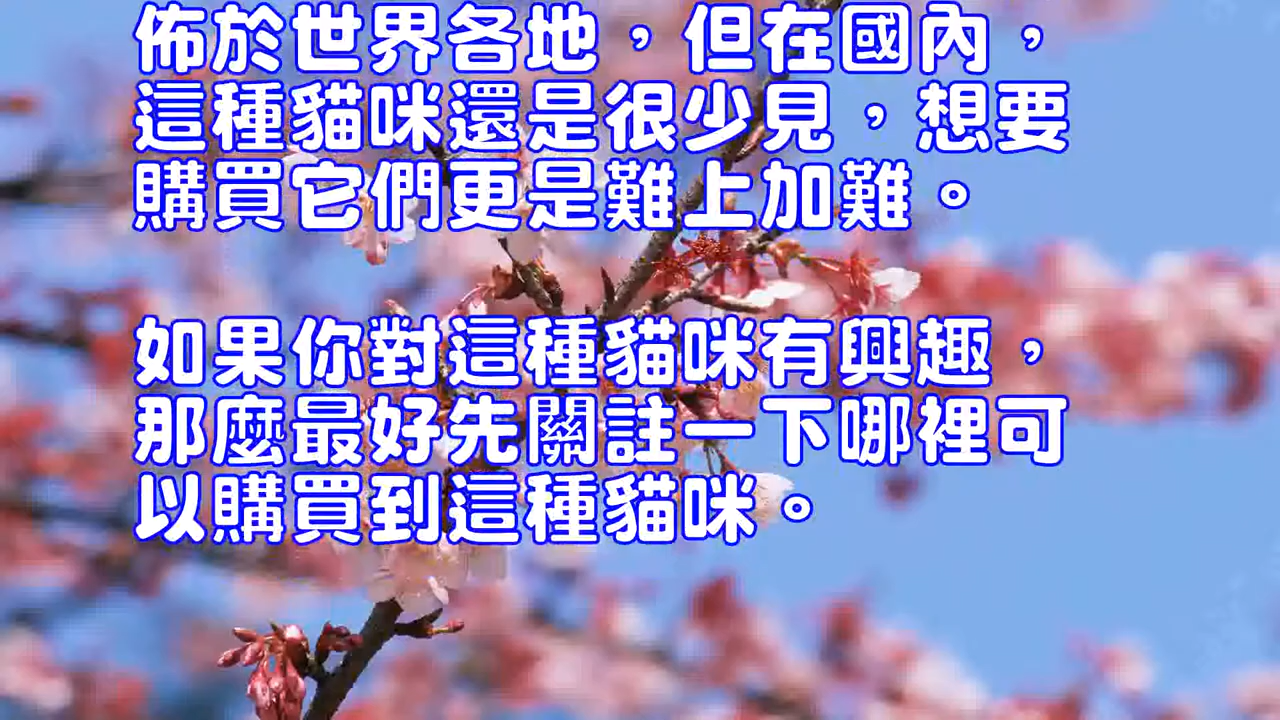 佈於世界各地，但在國內，
這種貓咪還是很少見，想要
購買它們更是難上加難。
如果你對這種貓咪有興趣，
那麼最好先關註一下哪裡可
以購買到這種貓咪。